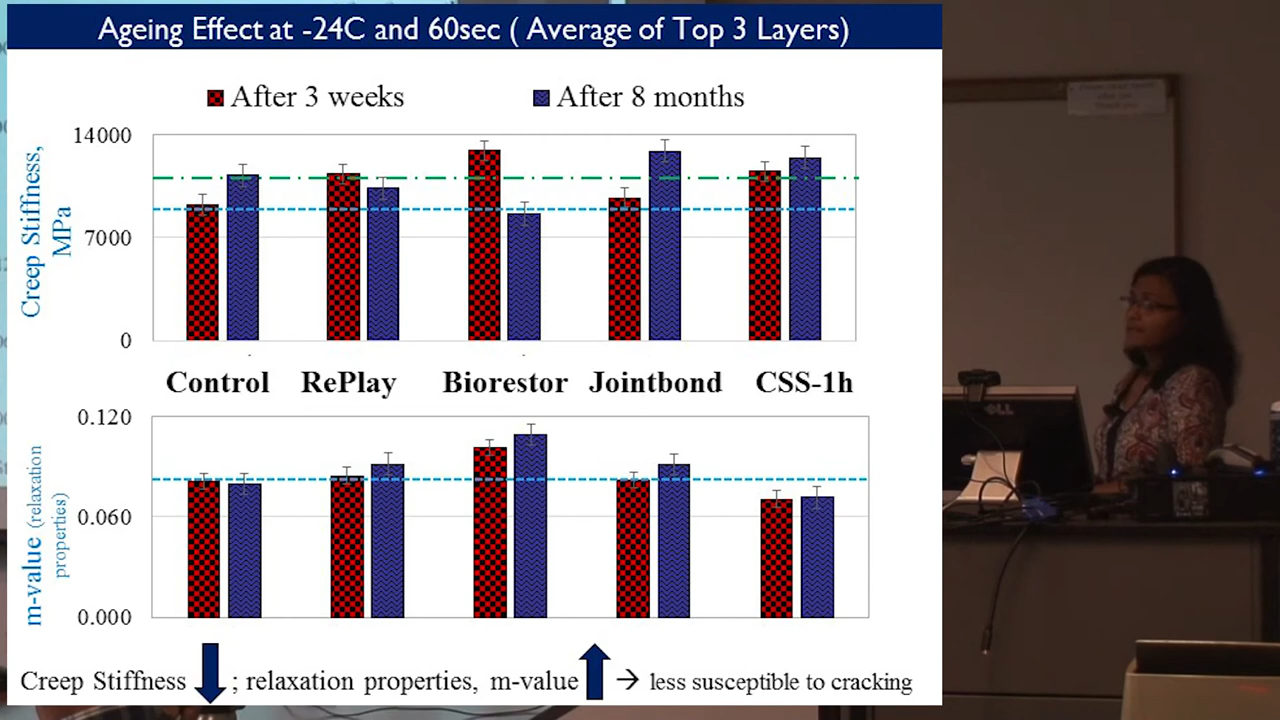 Ageing Effect at -24C and 60sec ( Average of Top 3 Layers)
After 3 weeks
After 8 months
Creep Stiffness,
MPa
14000
7000
0
Control
RePlay
Biorestor
Jointbond
CSS-1h
m-value (relaxation
properties)
0.120
0.060
0.000
Creep Stiffness ; relaxation properties, m-value → less susceptible to cracking
DELL